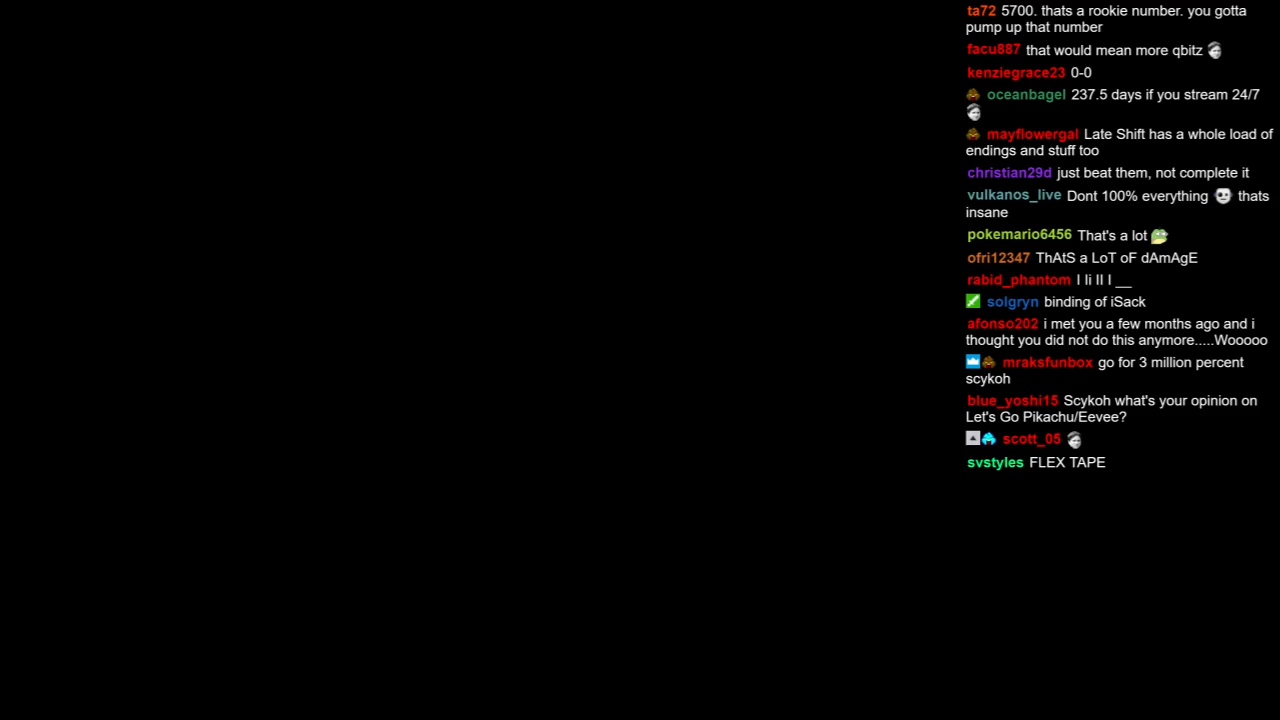 ta72 5700. thats a rookie number. you gotta
pump up that number
facu887 that would mean more qbitz
kenziegrace23 0-0
oceanbagel 237.5 days if you stream 24/7
mayflowergal Late Shift has a whole load of
endings and stuff too
christian29d just beat them, not complete it
vulkanos_live Dont 100% everything thats
insane
pokemario6456 That's a lot
ofri12347 ThAtS a LoT oF dAmAgE
rabid_phantom I Ii II I __
solgryn binding of iSack
afonso202 i met you a few months ago and i
thought you did not do this anymore.....Wooooo
mraksfunbox go for 3 million percent
scykoh
blue_yoshi15 Scykoh what's your opinion on
Let's Go Pikachu/Eevee?
scott_05
svstyles FLEX TAPE